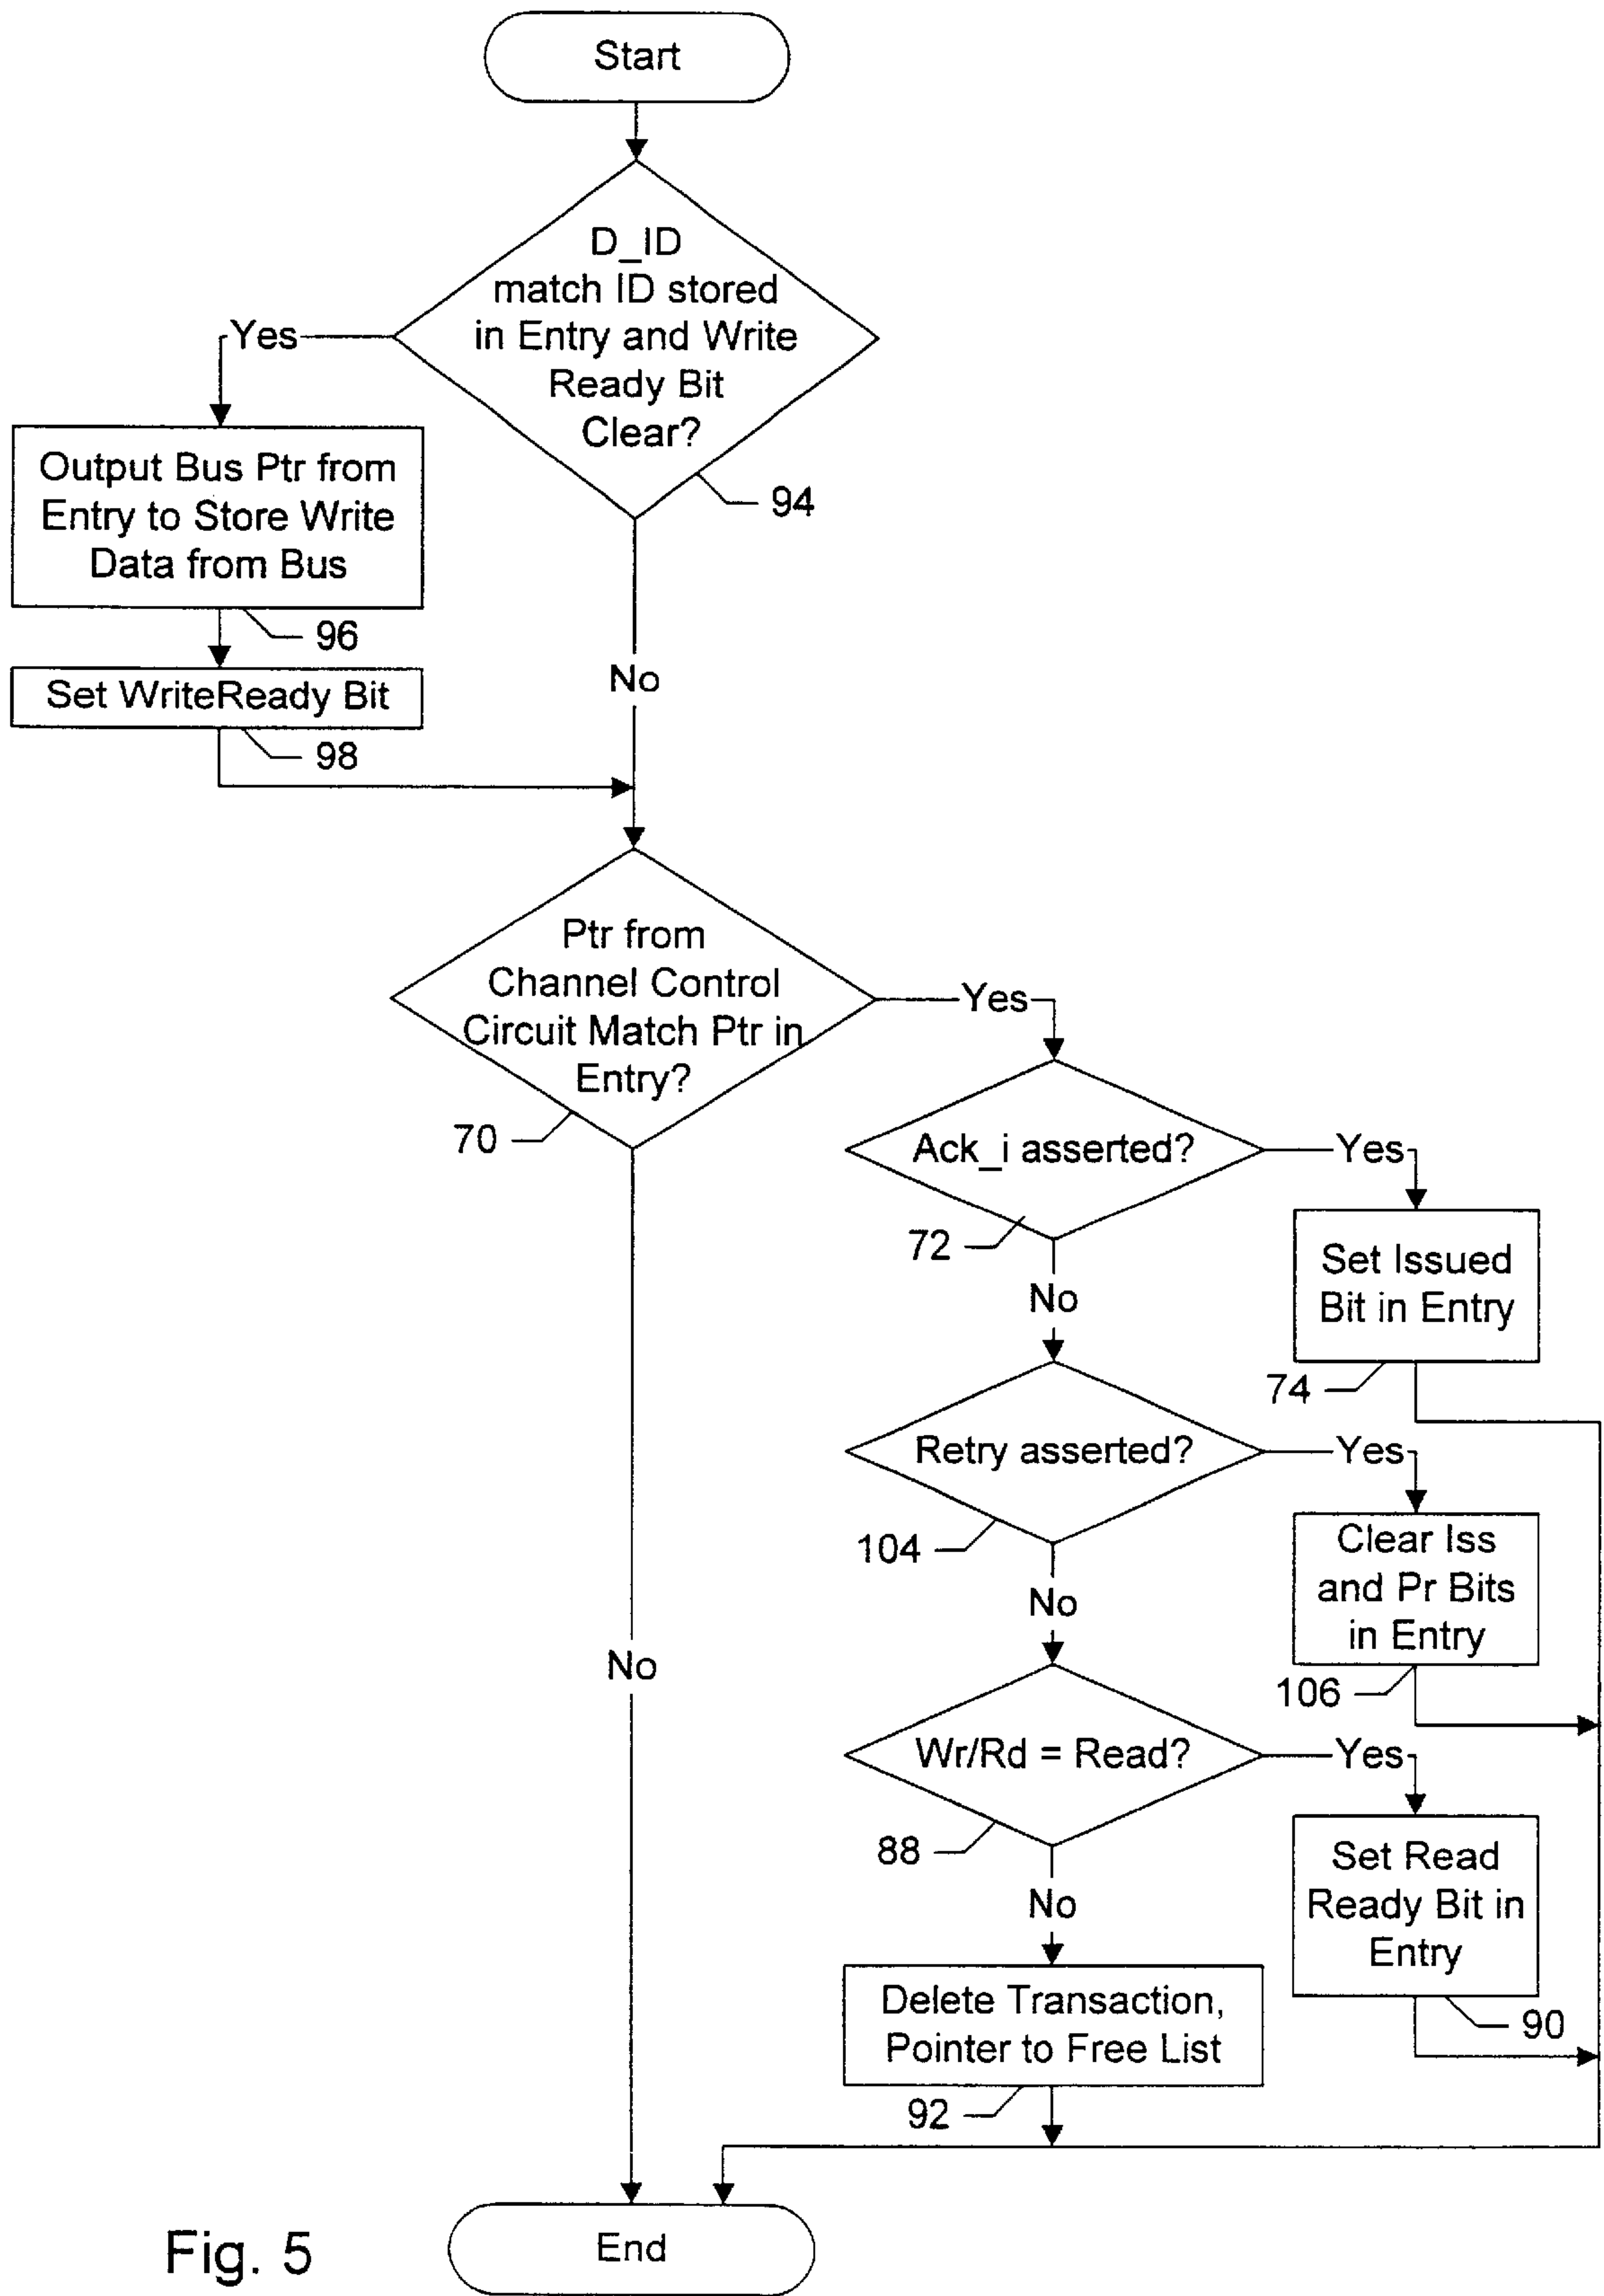 Start
D_ID
match ID stored
in Entry and Write
Ready Bit
Clear?
94
Yes
Output Bus Ptr from
Entry to Store Write
Data from Bus
96
Set WriteReady Bit
98
No
Ptr from
Channel Control
Circuit Match Ptr in
Entry?
70
Yes
Ack_i asserted?
72
Yes
Set Issued
Bit in Entry
74
No
Retry asserted?
104
Yes
Clear Iss
and Pr Bits
in Entry
106
No
Wr/Rd = Read?
88
Yes
Set Read
Ready Bit in
Entry
90
No
Delete Transaction,
Pointer to Free List
92
No
End
Fig. 5